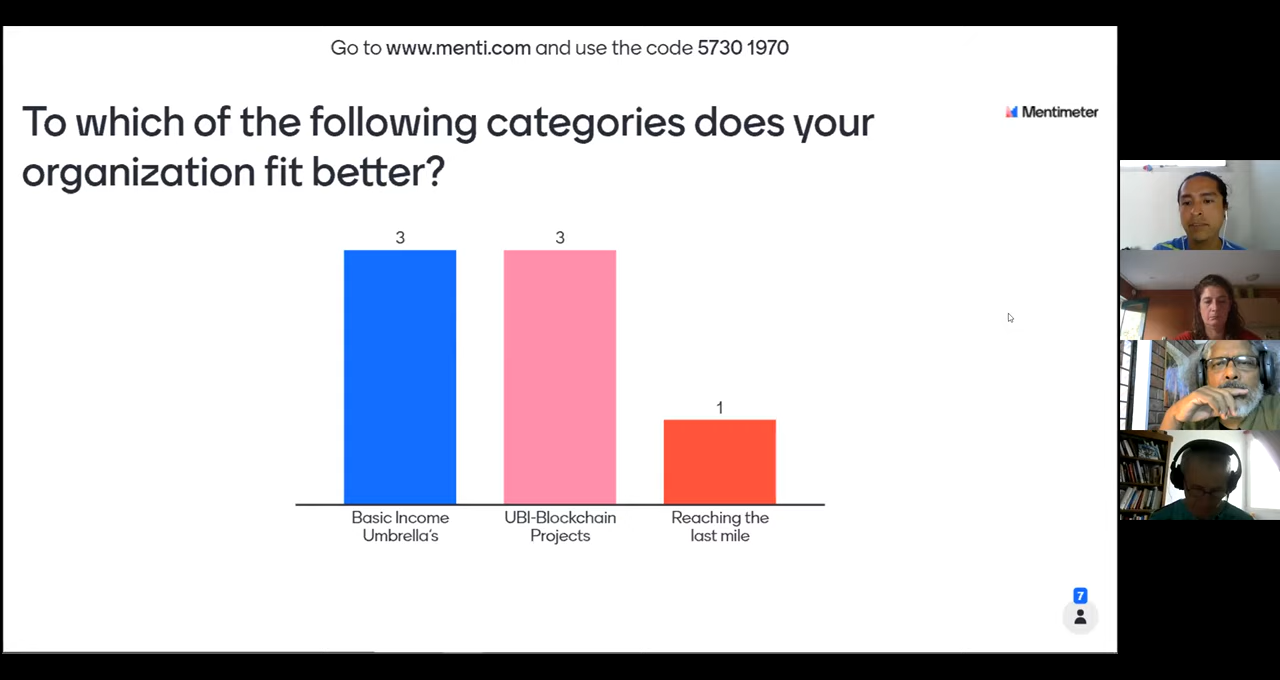 Go to www.menti.com and use the code 5730 1970
To which of the following categories does your
organization fit better?
Mentimeter
3
3
1
Basic Income
Umbrella's
UBI-Blockchain
Projects
Reaching the
last mile
7